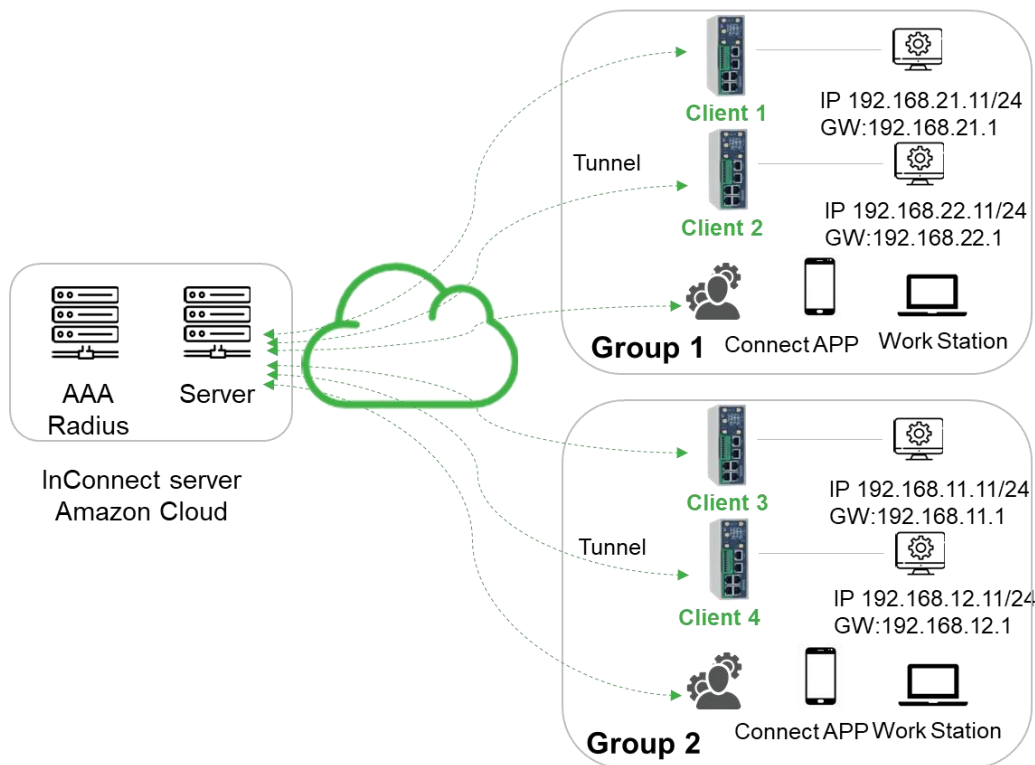 AAA
Radius
Server
InConnect server
Amazon Cloud
Client 1
IP 192.168.21.11/24
GW:192.168.21.1
Tunnel
Client 2
IP 192.168.22.11/24
GW:192.168.22.1
Group 1
Connect APP
Work Station
Client 3
IP 192.168.11.11/24
GW:192.168.11.1
Tunnel
Client 4
IP 192.168.12.11/24
GW:192.168.12.1
Group 2
Connect APP
Work Station